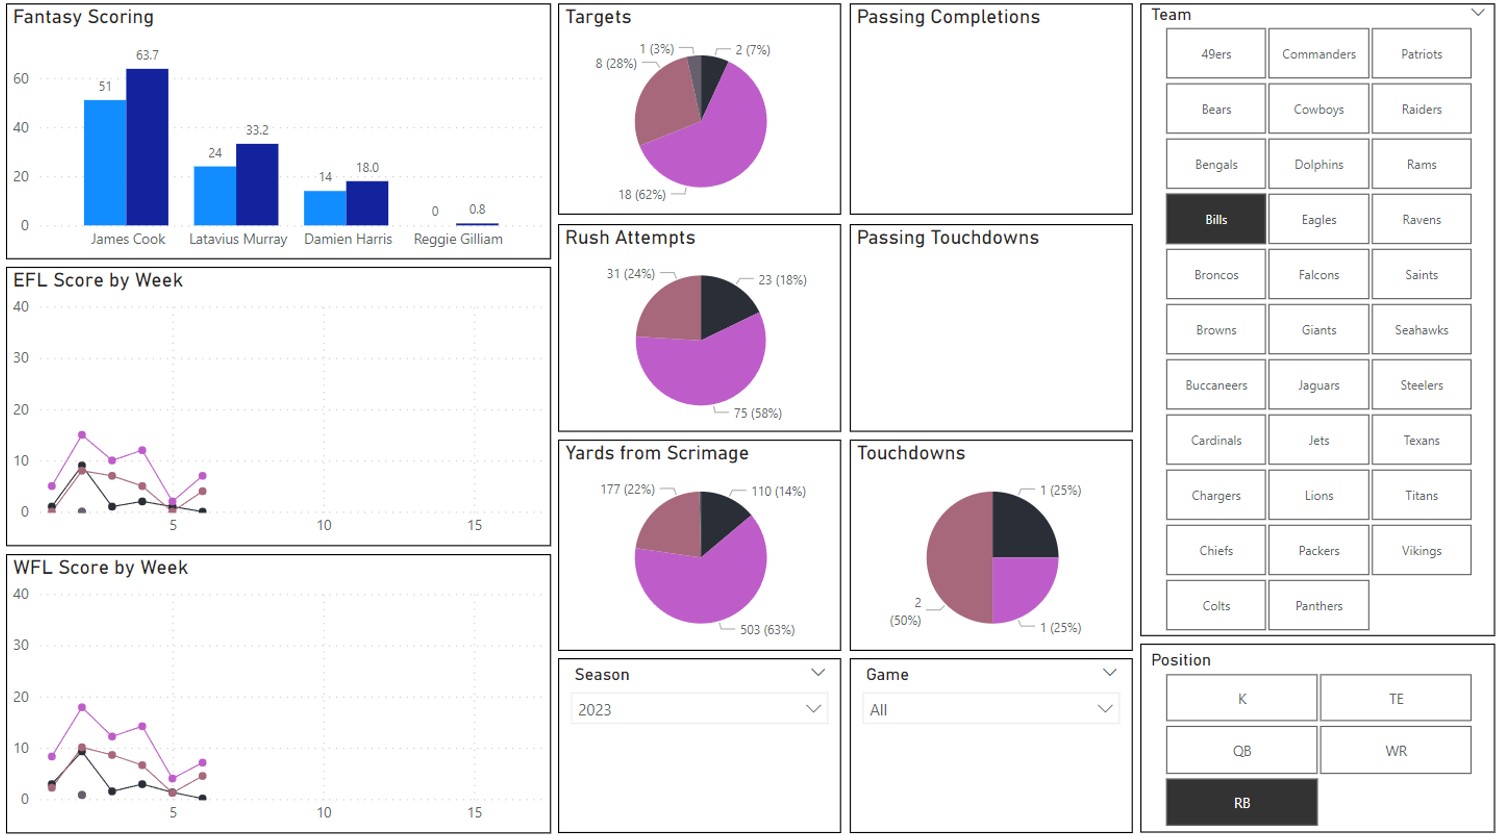 Fantasy Scoring
60
40
20
0
51
63.7
24
33.2
14
18.0
0
0.8
James Cook
Latavius Murray
Damien Harris
Reggie Gilliam
EFL Score by Week
40
30
20
10
0
5
10
15
WFL Score by Week
40
30
20
10
0
5
10
15
Targets
1 (3%)
2 (7%)
8 (28%)
18 (62%)
Rush Attempts
31 (24%)
23 (18%)
75 (58%)
Yards from Scrimage
177 (22%)
110 (14%)
503 (63%)
Season
2023
Passing Completions
Passing Touchdowns
Touchdowns
1 (25%)
2
(50%)
1 (25%)
Game
All
Team
49ers
Commanders
Patriots
Bears
Cowboys
Raiders
Bengals
Dolphins
Rams
Bills
Eagles
Ravens
Broncos
Falcons
Saints
Browns
Giants
Seahawks
Buccaneers
Jaguars
Steelers
Cardinals
Jets
Texans
Chargers
Lions
Titans
Chiefs
Packers
Vikings
Colts
Panthers
Position
K
TE
QB
WR
RB